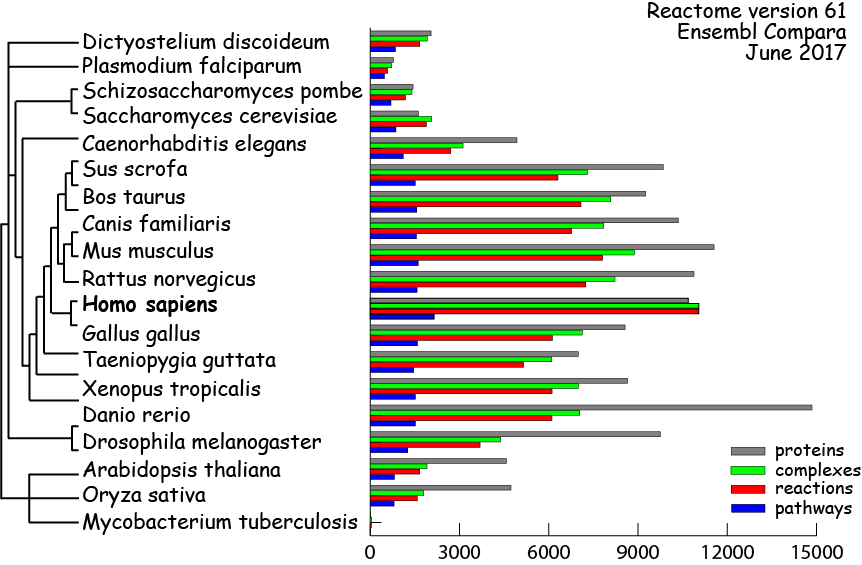 Reactome version 61
Ensembl Compara
June 2017
Dictyostelium discoideum
Plasmodium falciparum
Schizosaccharomyces pombe
Saccharomyces cerevisiae
Caenorhabditis elegans
Sus scrofa
Bos taurus
Canis familiaris
Mus musculus
Rattus norvegicus
Homo sapiens
Gallus gallus
Taeniopygia guttata
Xenopus tropicalis
Danio rerio
Drosophila melanogaster
Arabidopsis thaliana
Oryza sativa
Mycobacterium tuberculosis
proteins
complexes
reactions
pathways
0 3000 6000 9000 12000 15000